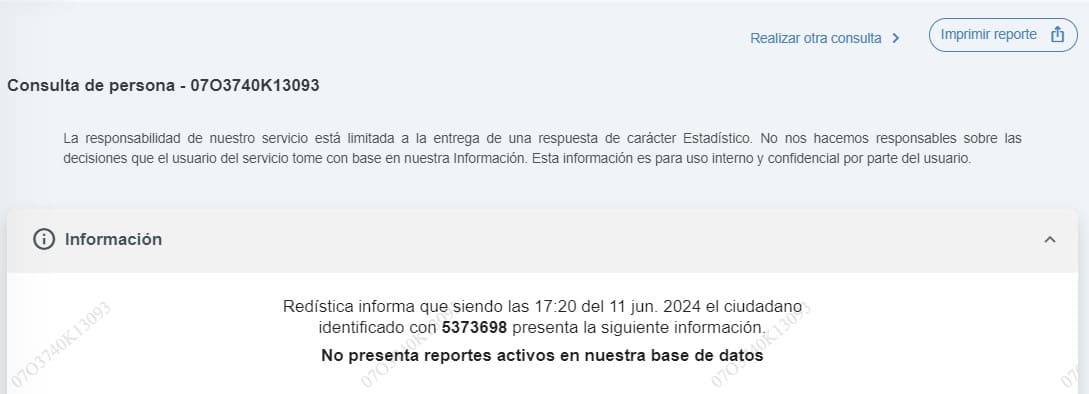 Realizar otra consulta
Imprimir reporte
Consulta de persona - 07O3740K13093
La responsabilidad de nuestro servicio está limitada a la entrega de una respuesta de carácter Estadístico. No nos hacemos responsables sobre las
decisiones que el usuario del servicio tome con base en nuestra Información. Esta información es para uso interno y confidencial por parte del usuario.
Información
Redística informa que siendo las 17:20 del 11 jun. 2024 el ciudadano
identificado con 5373698 presenta la siguiente información.
No presenta reportes activos en nuestra base de datos
07O3740K13093
07O3740K13093
07O3740K13093
07O